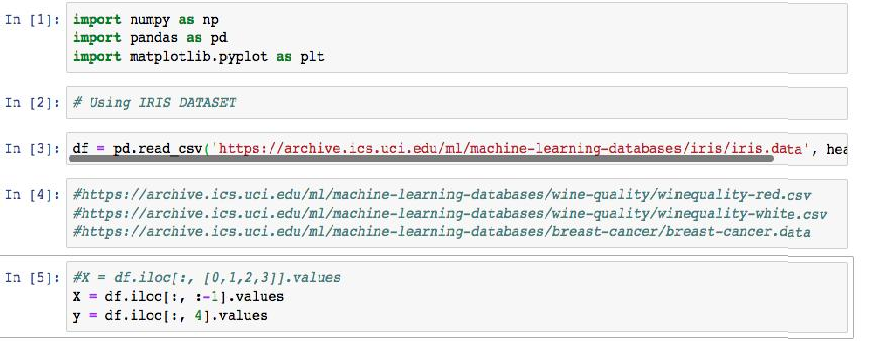 In [1]: import numpy as np
import pandas as pd
import matplotlib.pyplot as plt
In [2]: # Using IRIS DATASET
In [3]: df = pd.read_csv('https://archive.ics.uci.edu/ml/machine-learning-databases/iris/iris.data', hea
In [4]: #https://archive.ics.uci.edu/ml/machine-learning-databases/wine-quality/winequality-red.csv
#https://archive.ics.uci.edu/ml/machine-learning-databases/wine-quality/winequality-white.csv
#https://archive.ics.uci.edu/ml/machine-learning-databases/breast-cancer/breast-cancer.data
In [5]: #X = df.iloc[:, [0,1,2,3]].values
X = df.iloc[:, :-1].values
y = df.iloc[:, 4].values